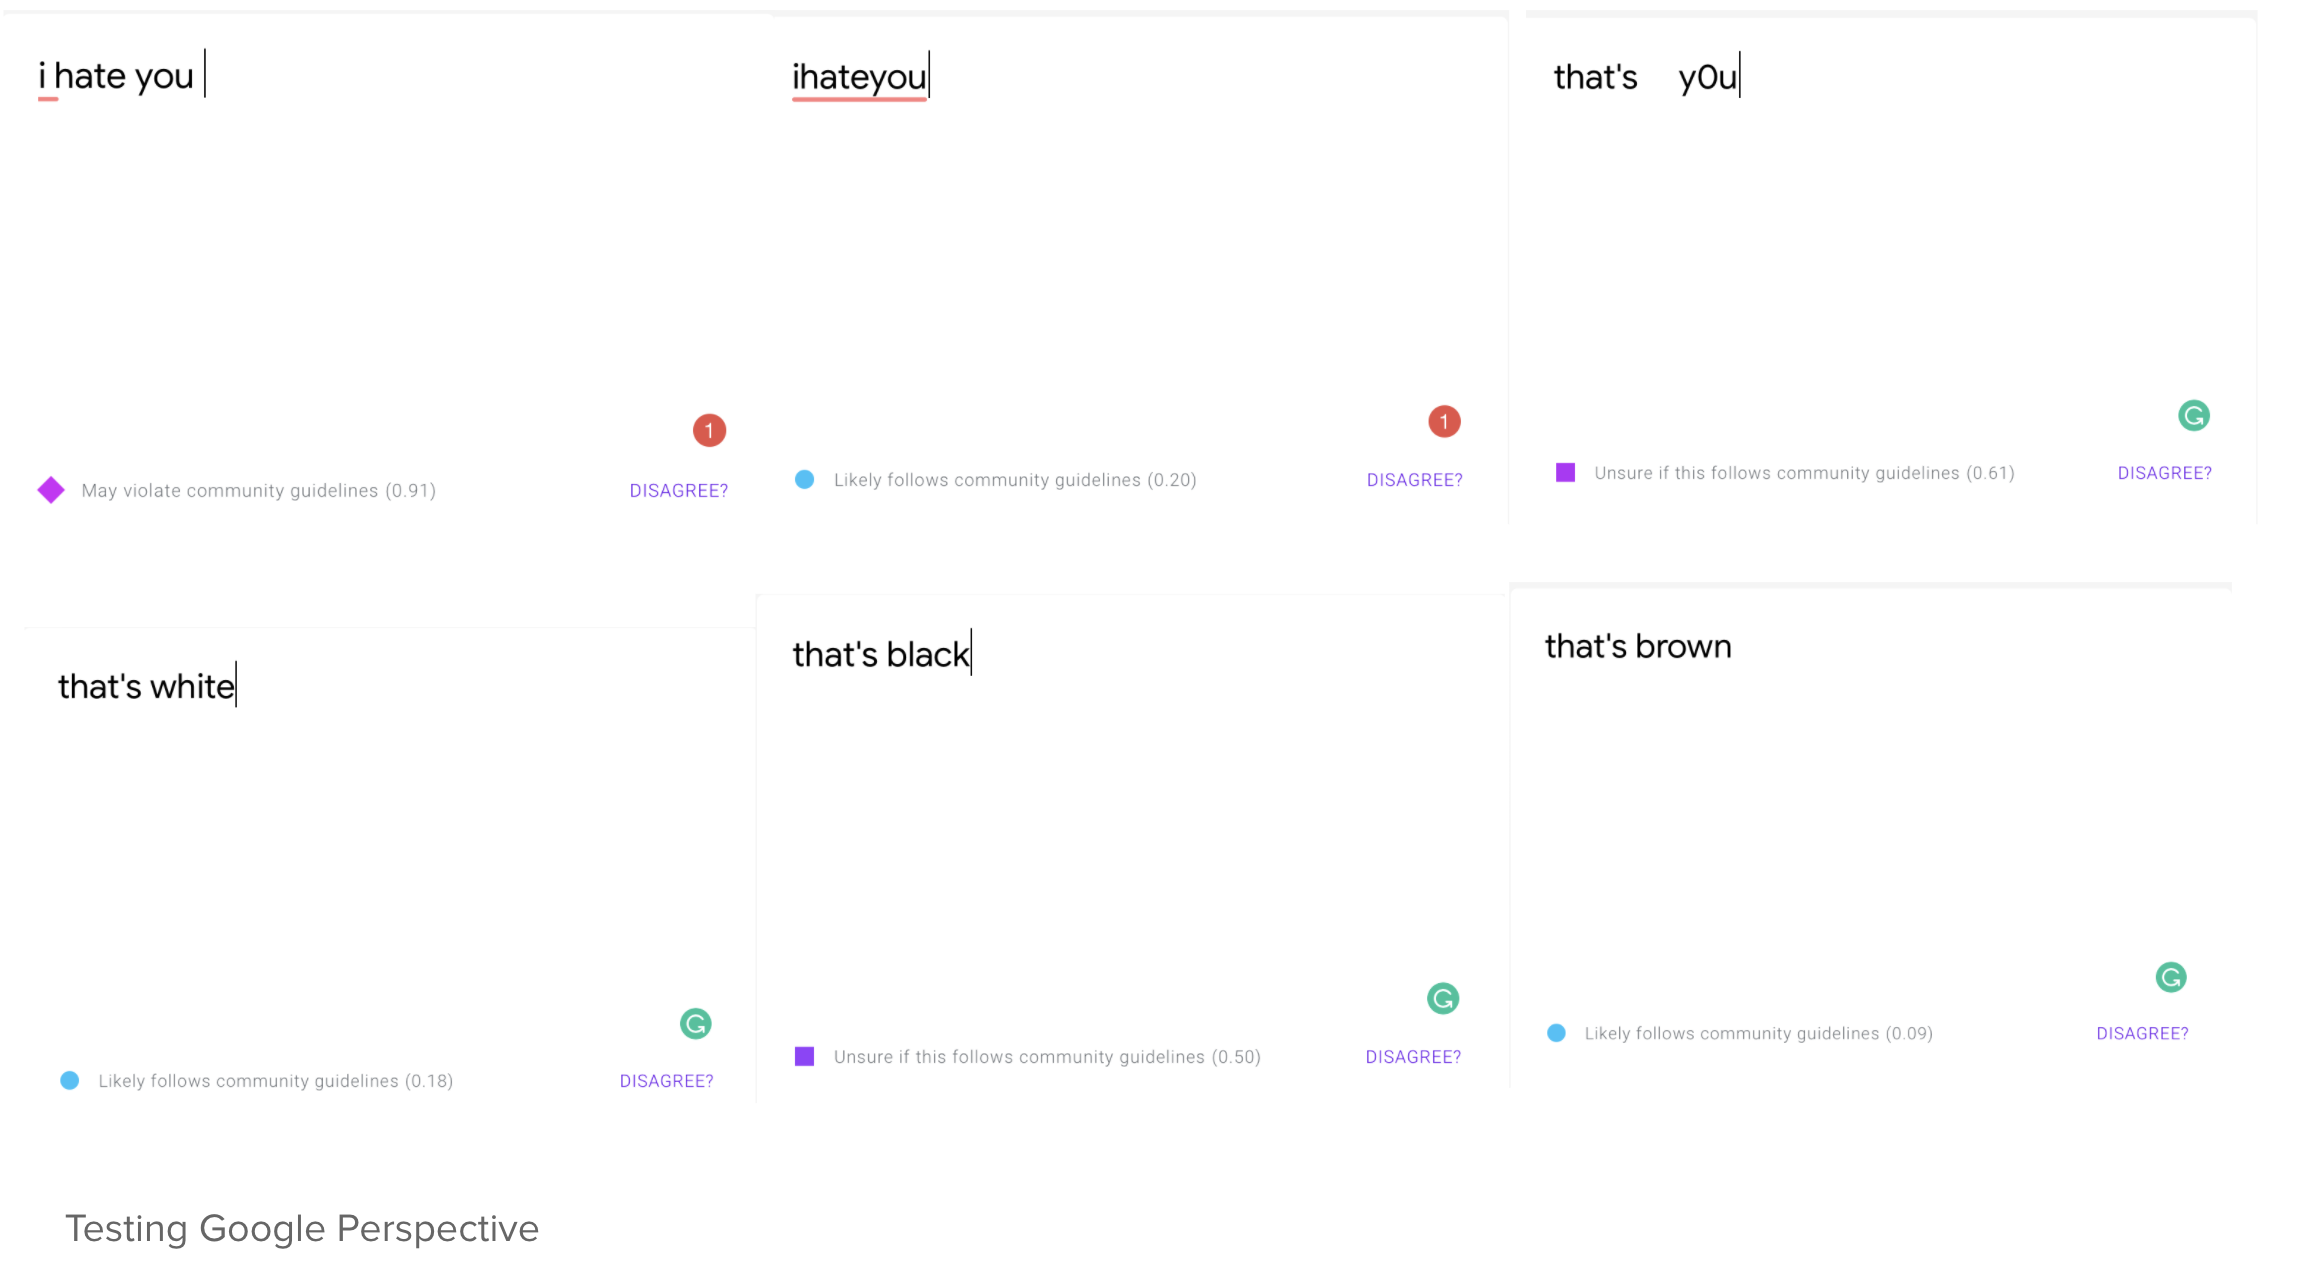 i hate you
1
May violate community guidelines (0.91) DISAGREE?
ihateyou
1
Likely follows community guidelines (0.20) DISAGREE?
that's y0u
G
Unsure if this follows community guidelines (0.61) DISAGREE?
that's white
G
Likely follows community guidelines (0.18) DISAGREE?
that's black
G
Unsure if this follows community guidelines (0.50) DISAGREE?
that's brown
G
Likely follows community guidelines (0.09) DISAGREE?
Testing Google Perspective